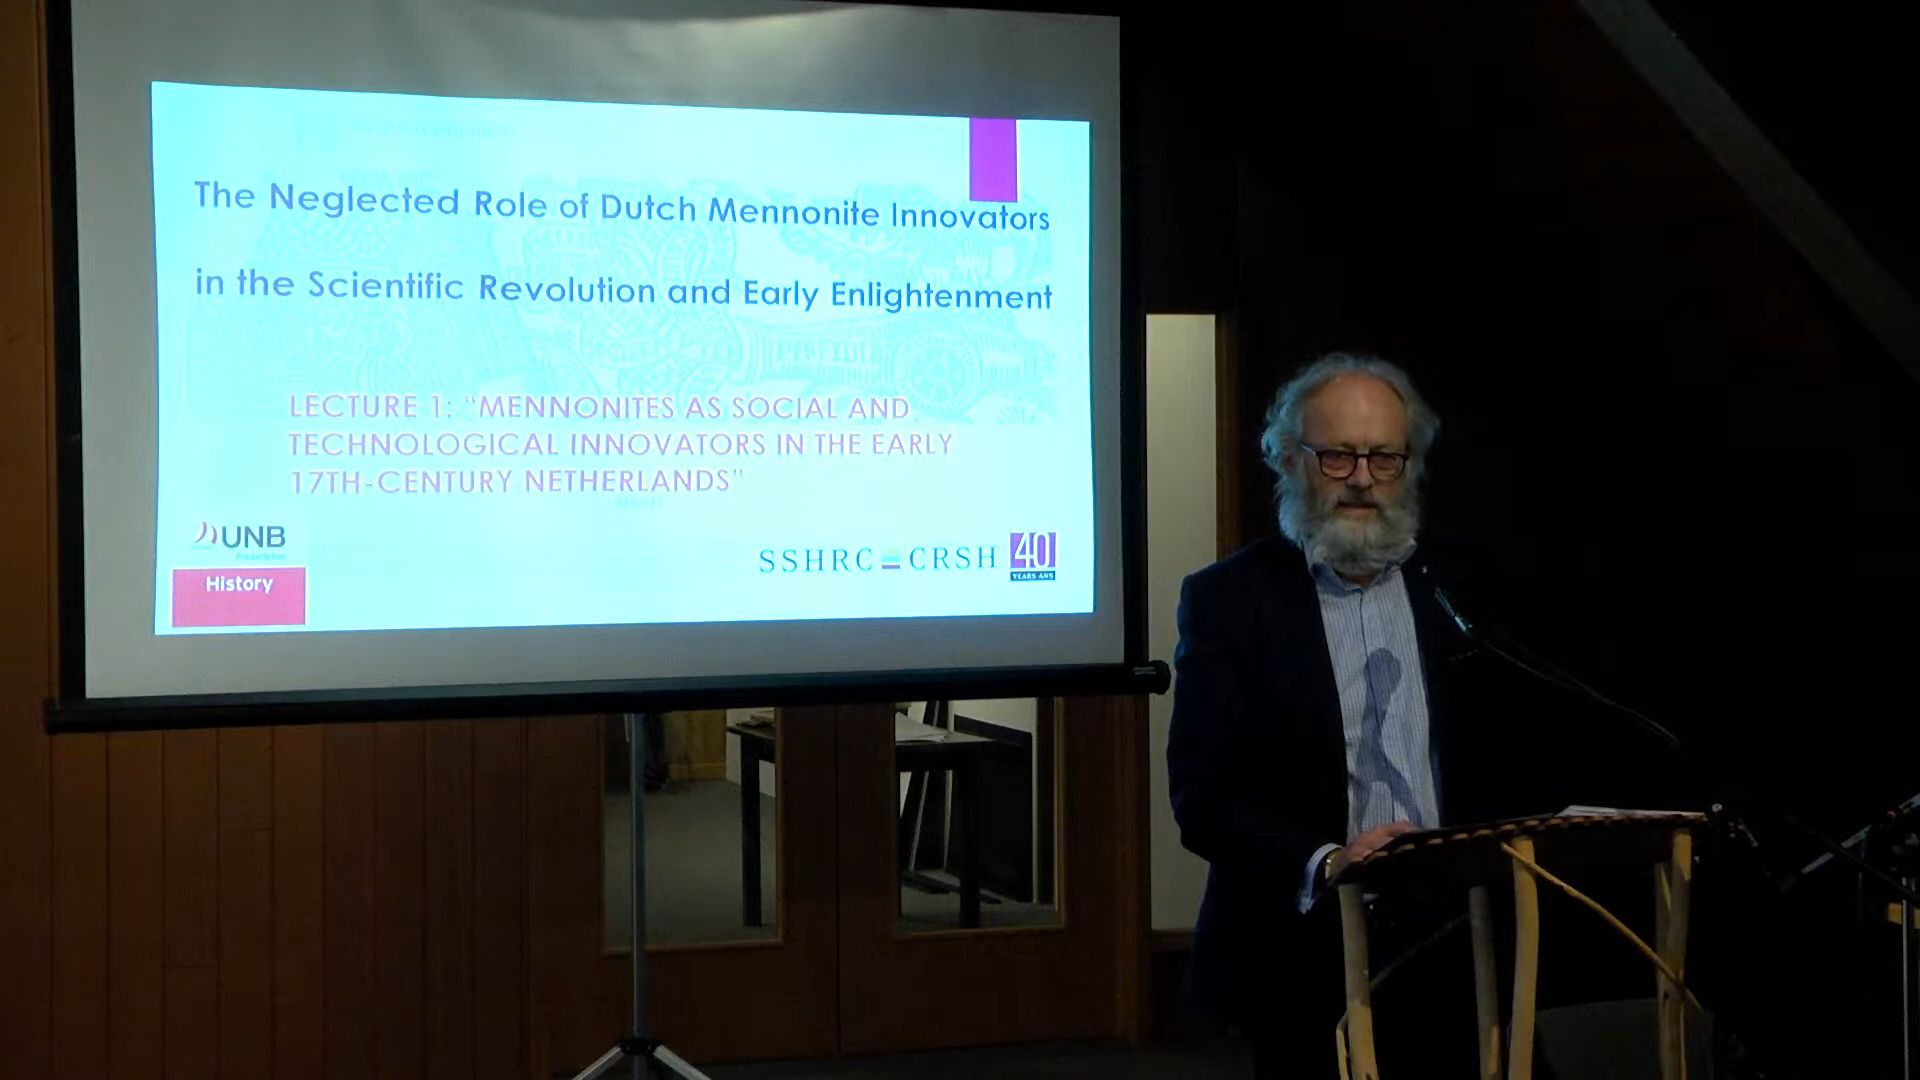 The Neglected Role of Dutch Mennonite Innovators
in the Scientific Revolution and Early Enlightenment
LECTURE 1: “MENNONITES AS SOCIAL AND
TECHNOLOGICAL INNOVATORS IN THE EARLY
17TH-CENTURY NETHERLANDS”
UNB
History
SSHRC CRSH
40
YEARS ANS